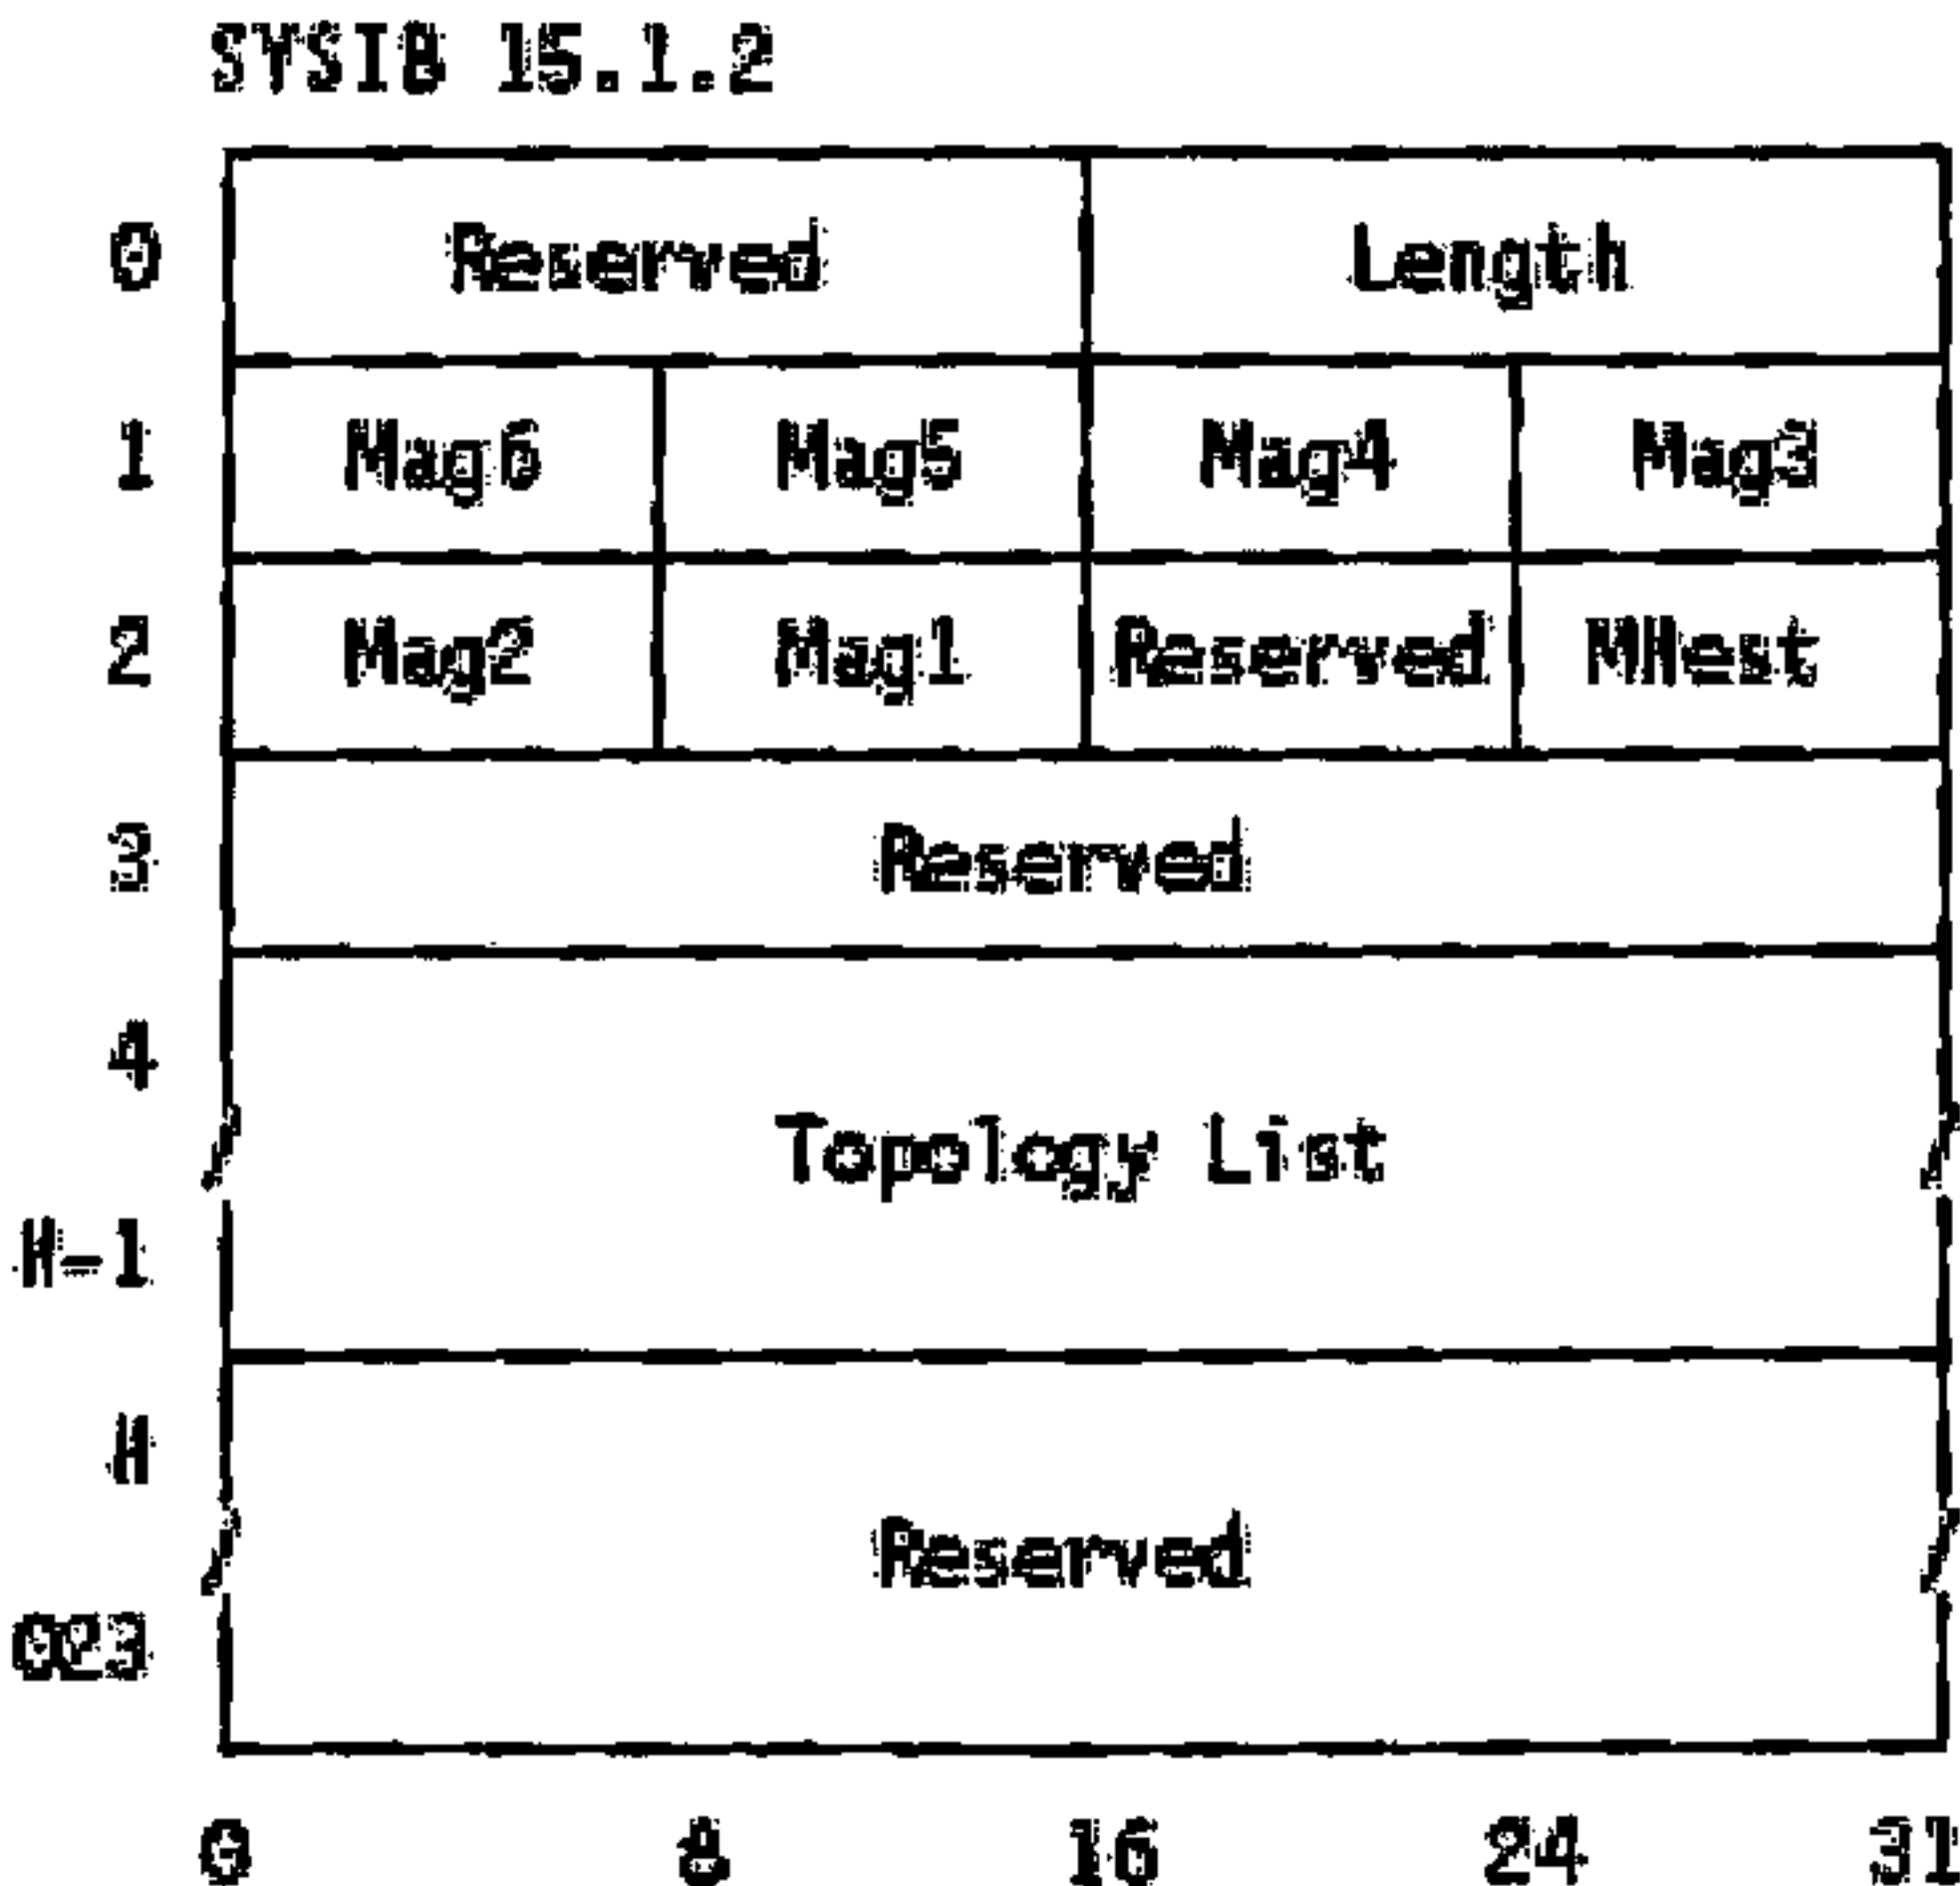 SYSIB 15.1.2
0 Reserved Length
1 Mag6 Mag5 Mag4 Mag3
2 Mag2 Mag1 Reserved MNest
3 Reserved
4
Topology List
N-1
N
Reserved
023
0 8 16 24 31